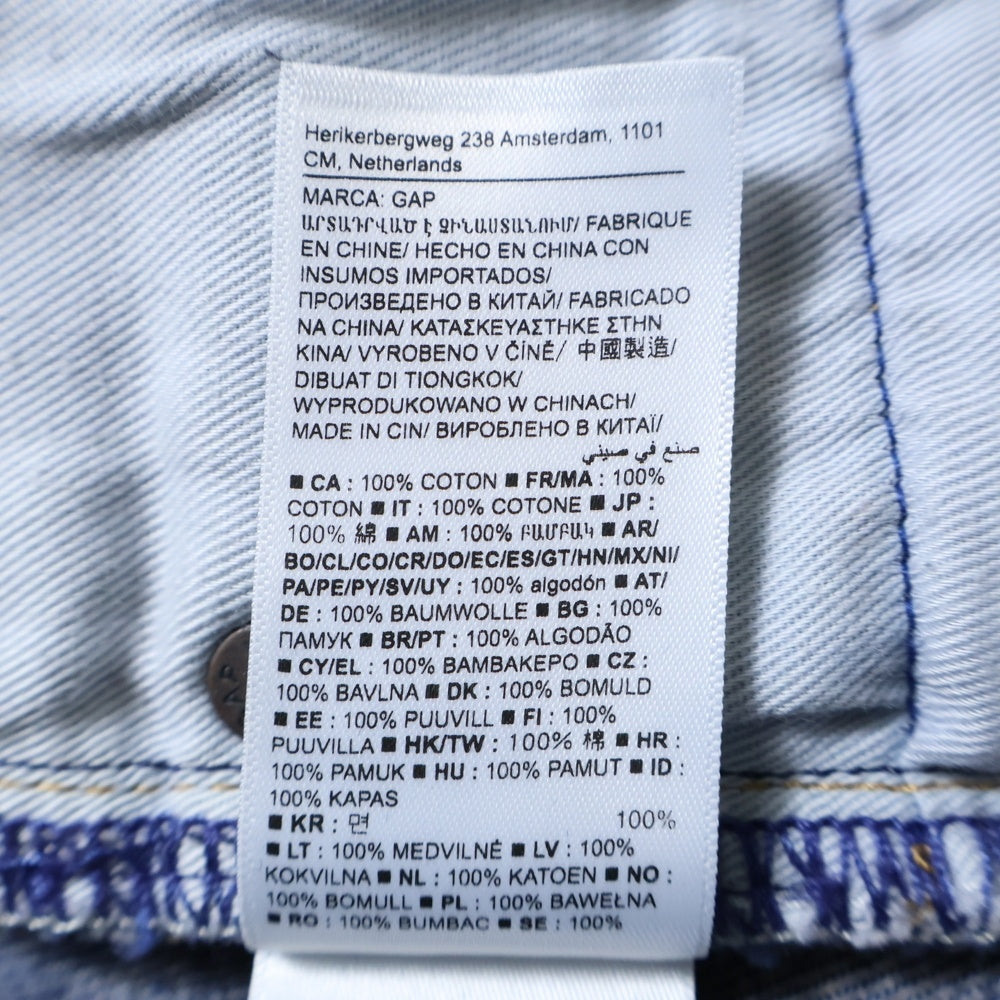 Herikerbergweg 238 Amsterdam, 1101
CM, Netherlands
MARCA: GAP
ԱՐՏԱԴՐՎԱԾ Է ՉԻՆԱՍՏԱՆՈՒՄ/ FABRIQUE
EN CHINE/ HECHO EN CHINA CON
INSUMOS IMPORTADOS/
ПРОИЗВЕДЕНО В КИТАЙ/ FABRICADO
NA CHINA/ ΚΑΤΑΣΚΕΥΑΣΤΗΚΕ ΣΤΗΝ
ΚΙΝΑ/ VYROBENO V ČÍNĚ/ 中國製造/
DIBUAT DI TIONGKOK/
WYPRODUKOWANO W CHINACH/
MADE IN CIN/ ВИРОБЛЕНО В КИТАЇ/
صنع في صيني
■ CA : 100% COTON ■ FR/MA : 100%
COTON ■ IT : 100% COTONE ■ JP :
100% 綿 ■ AM : 100% ԲԱՄԲԱԿ ■ AR/
BO/CL/CO/CR/DO/EC/ES/GT/HN/MX/NI/
PA/PE/PY/SV/UY : 100% algodón ■ AT/
DE : 100% BAUMWOLLE ■ BG : 100%
ПАМУК ■ BR/PT : 100% ALGODÃO
■ CY/EL : 100% ΒΑΜΒΑΚΕΡΟ ■ CZ :
100% BAVLNA ■ DK : 100% BOMULD
■ EE : 100% PUUVILL ■ FI : 100%
PUUVILLA ■ HK/TW : 100% 棉 ■ HR :
100% PAMUK ■ HU : 100% PAMUT ■ ID :
100% KAPAS
■ KR : 면 100%
■ LT : 100% MEDVILNĖ ■ LV : 100%
KOKVILNA ■ NL : 100% KATOEN ■ NO :
100% BOMULL ■ PL : 100% BAWEŁNA
■ RO : 100% BUMBAC ■ SE : 100%
AP